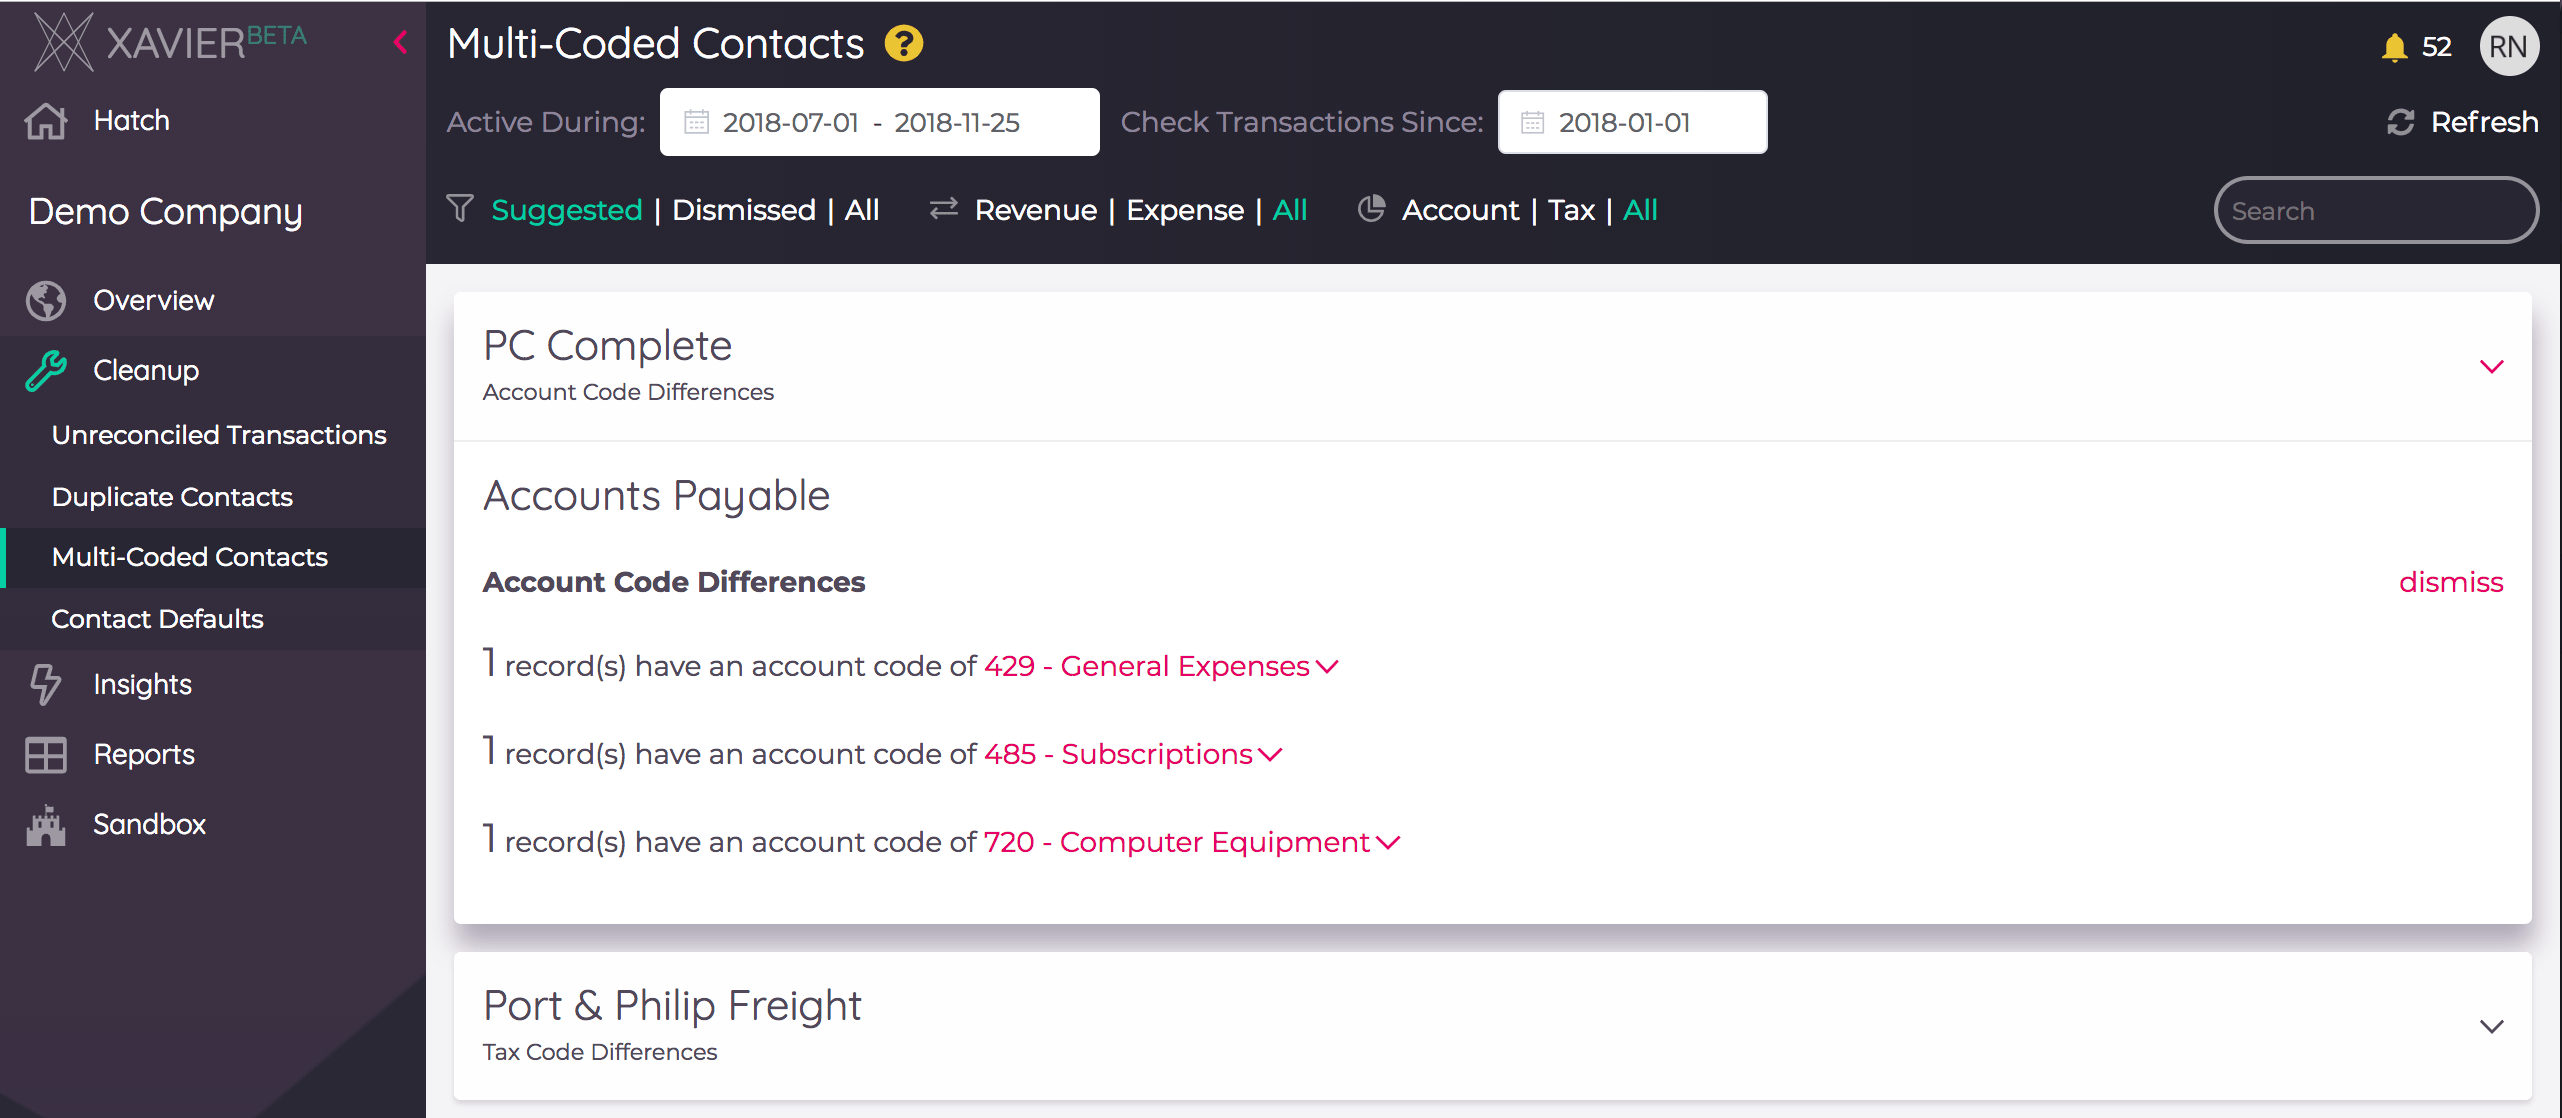 XAVIER BETA
Hatch
Demo Company
Overview
Cleanup
Unreconciled Transactions
Duplicate Contacts
Multi-Coded Contacts
Contact Defaults
Insights
Reports
Sandbox
Multi-Coded Contacts ?
52 RN
Active During: 2018-07-01 - 2018-11-25 Check Transactions Since: 2018-01-01 Refresh
Suggested | Dismissed | All Revenue | Expense | All Account | Tax | All Search
PC Complete
Account Code Differences
Accounts Payable
Account Code Differences dismiss
1 record(s) have an account code of 429 - General Expenses
1 record(s) have an account code of 485 - Subscriptions
1 record(s) have an account code of 720 - Computer Equipment
Port & Philip Freight
Tax Code Differences